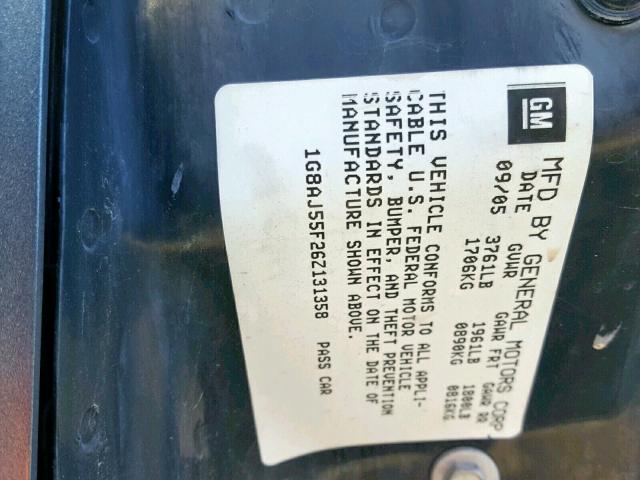 GM MFD BY GENERAL MOTORS CORP
DATE GVWR GAWR FRT GAWR RR
09/05 3761LB 1961LB 1800LB
1706KG 0890KG 0816KG
THIS VEHICLE CONFORMS TO ALL APPLI-
CABLE U.S. FEDERAL MOTOR VEHICLE
SAFETY, BUMPER, AND THEFT PREVENTION
STANDARDS IN EFFECT ON THE DATE OF
MANUFACTURE SHOWN ABOVE.
1G8AJ55F26Z131358 PASS CAR